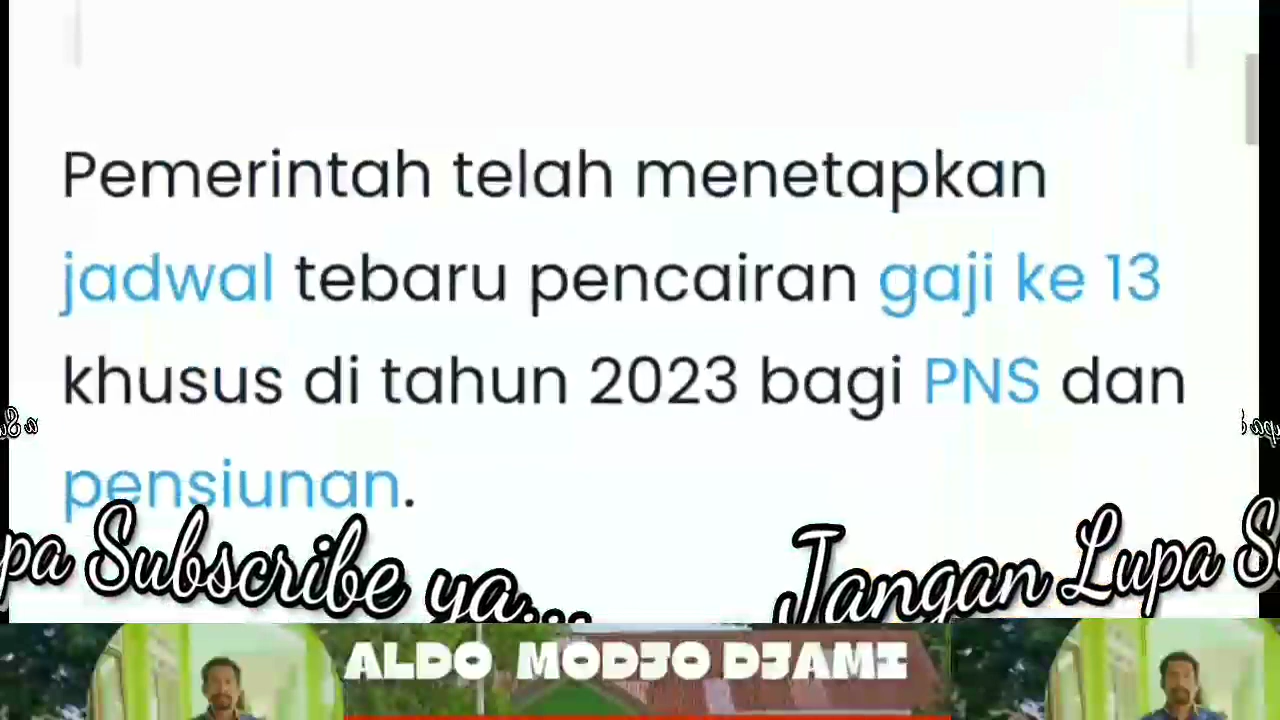 Pemerintah telah menetapkan
jadwal tebaru pencairan gaji ke 13
khusus di tahun 2023 bagi PNS dan
pensiunan.
Subscribe ya...
Jangan Lupa
ALDO MODJO DJAMI